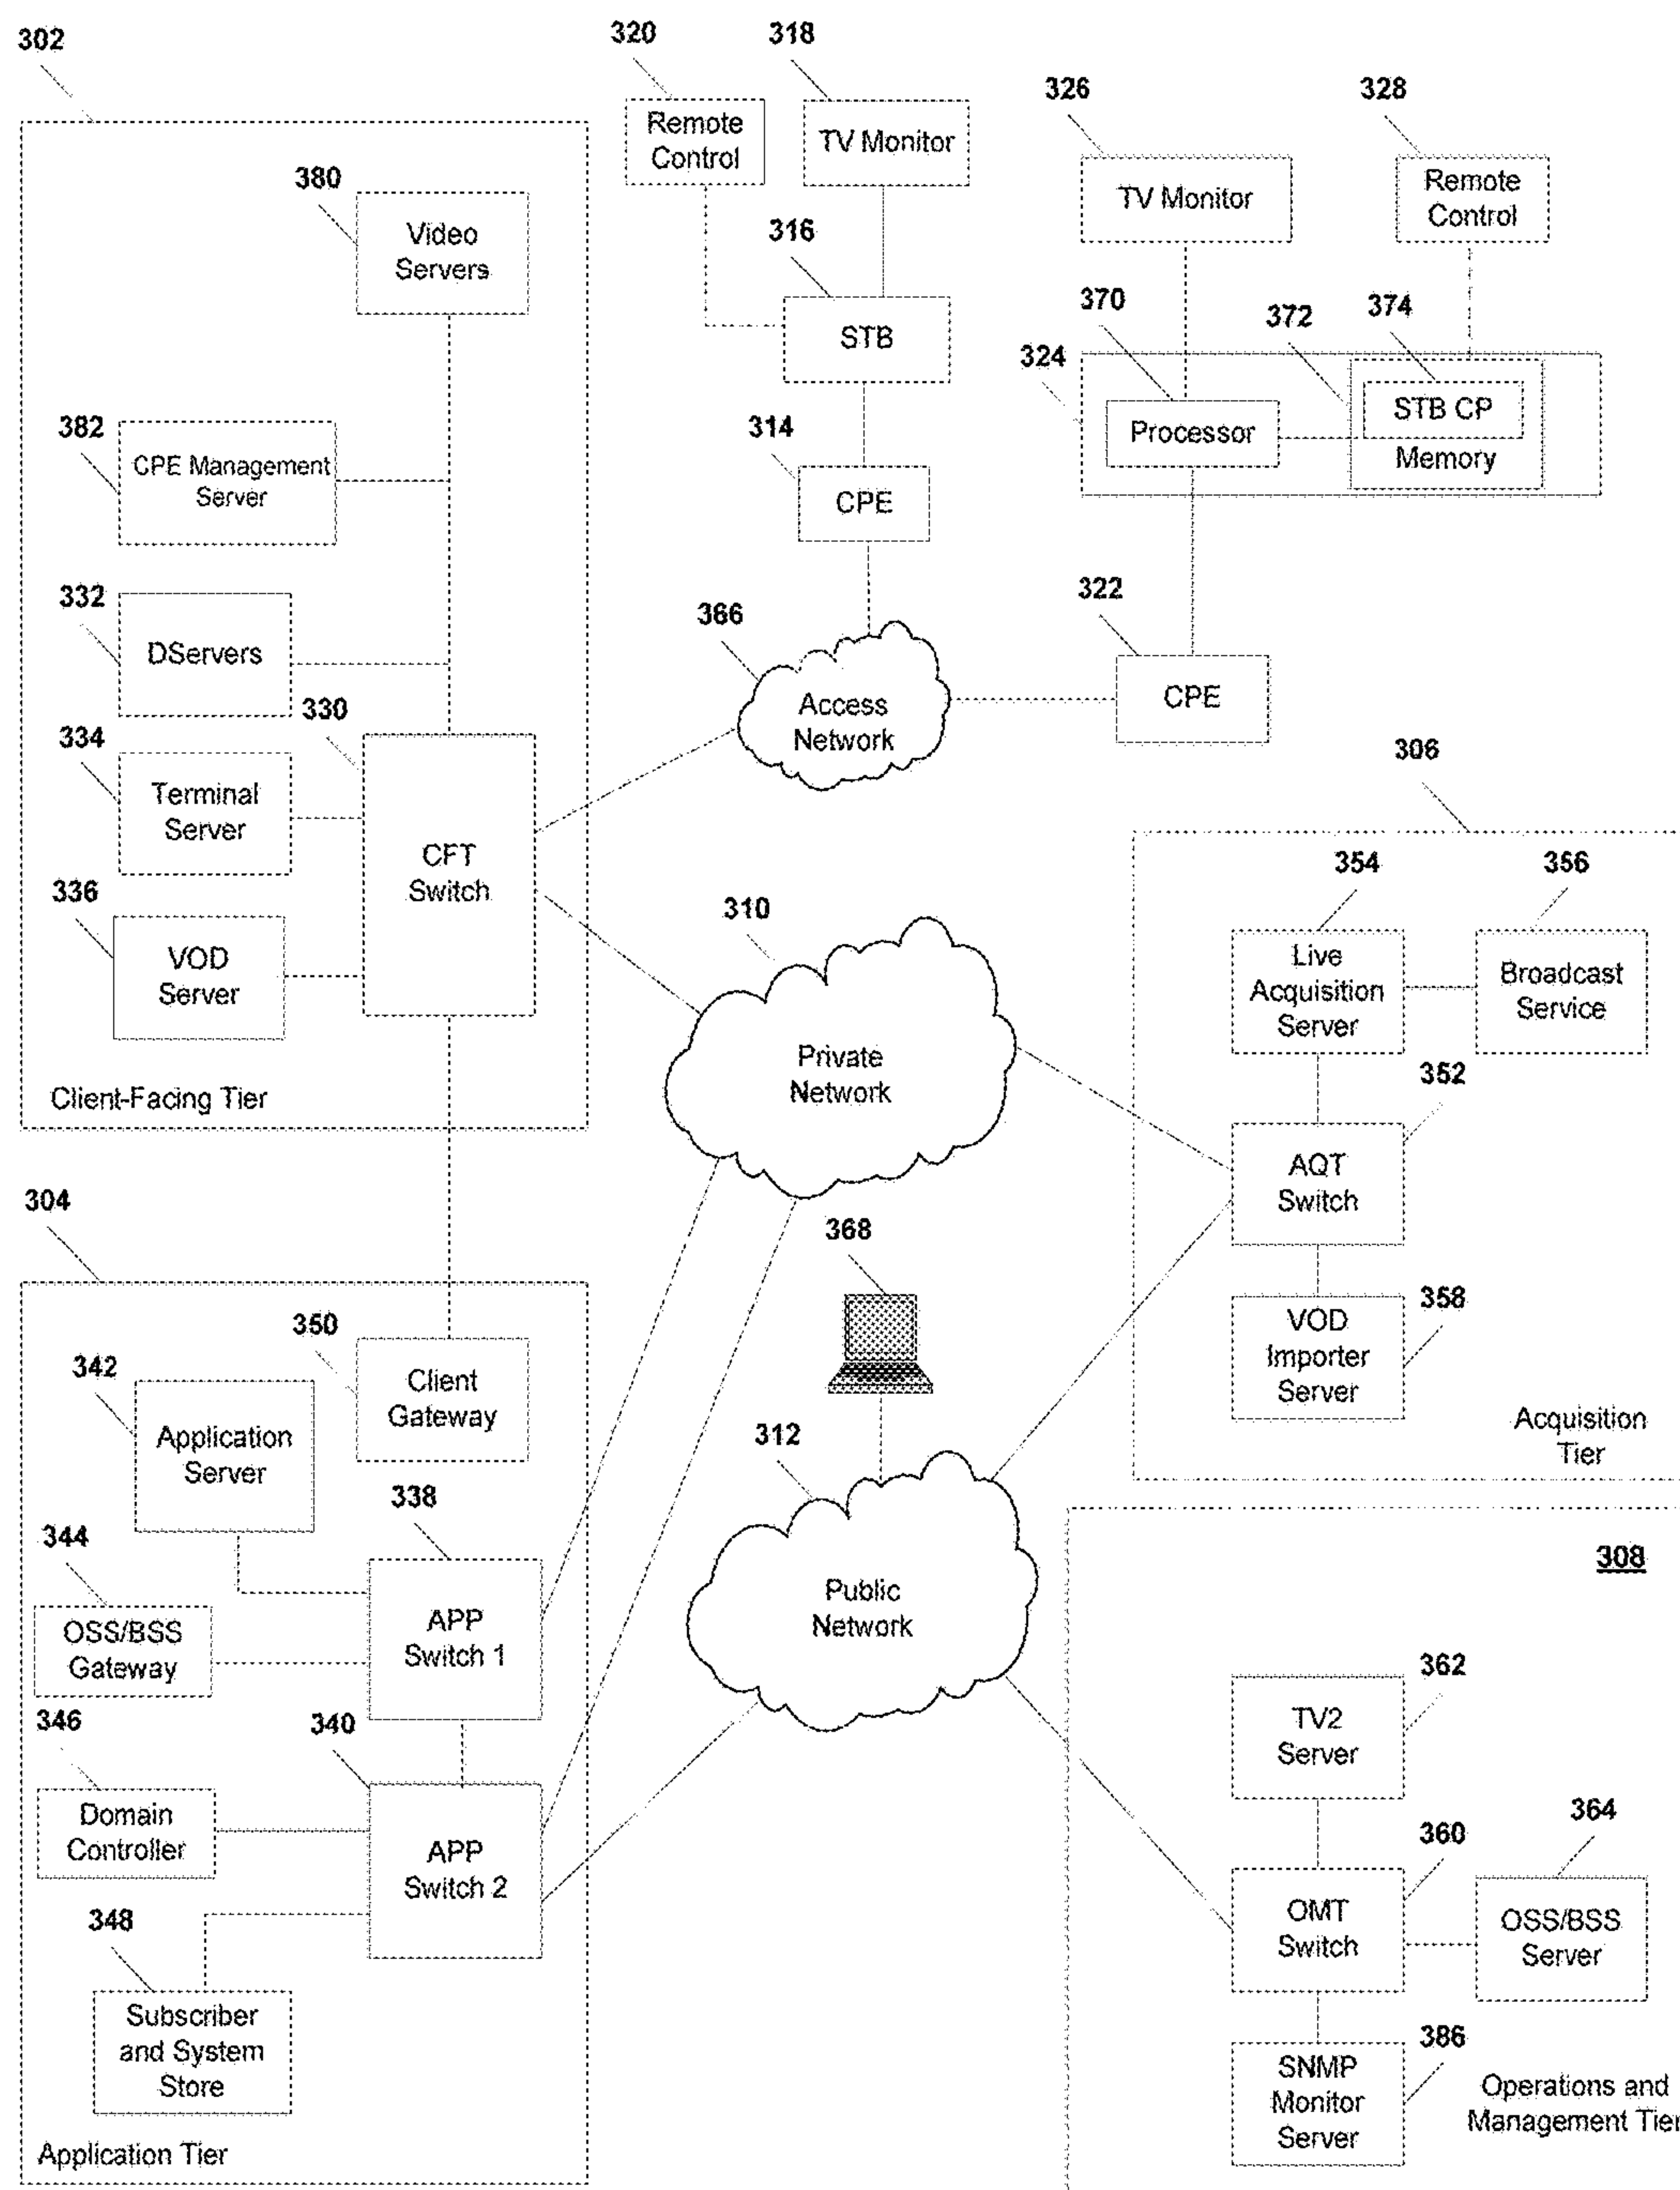 302
320
318
326
328
Remote
Control
TV Monitor
TV Monitor
Remote
Control
380
Video
Servers
316
STB
370
372
374
324
Processor
STB CP
Memory
382
CPE Management
Server
314
CPE
332
DServers
366
Access
Network
322
CPE
330
334
Terminal
Server
CFT
Switch
336
VOD
Server
Client-Facing Tier
310
Private
Network
306
354
356
Live
Acquisition
Server
Broadcast
Service
352
AQT
Switch
358
VOD
Importer
Server
Acquisition
Tier
304
350
Client
Gateway
342
Application
Server
368
312
Public
Network
338
344
OSS/BSS
Gateway
APP
Switch 1
346
340
Domain
Controller
APP
Switch 2
348
Subscriber
and System
Store
Application Tier
308
362
TV2
Server
360
364
OMT
Switch
OSS/BSS
Server
386
SNMP
Monitor
Server
Operations and
Management Tier